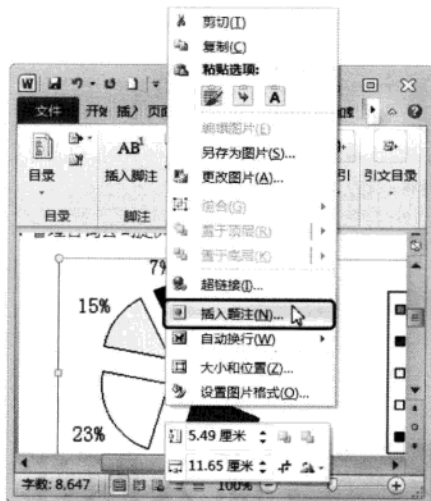 剪切(T)
复制(C)
粘贴选项:
A
编辑图片(E)
另存为图片(S)...
更改图片(A)...
组合(G)
置于顶层(R)
置于底层(K)
超链接(I)...
插入题注(N)...
自动换行(W)
大小和位置(Z)...
设置图片格式(O)...
W
文件 开发 插入 页面
AB¹
目录 插入脚注 引 引文目录
目录 脚注
7%
15%
23%
5.49 厘米
11.65 厘米
字数: 8,647 100%